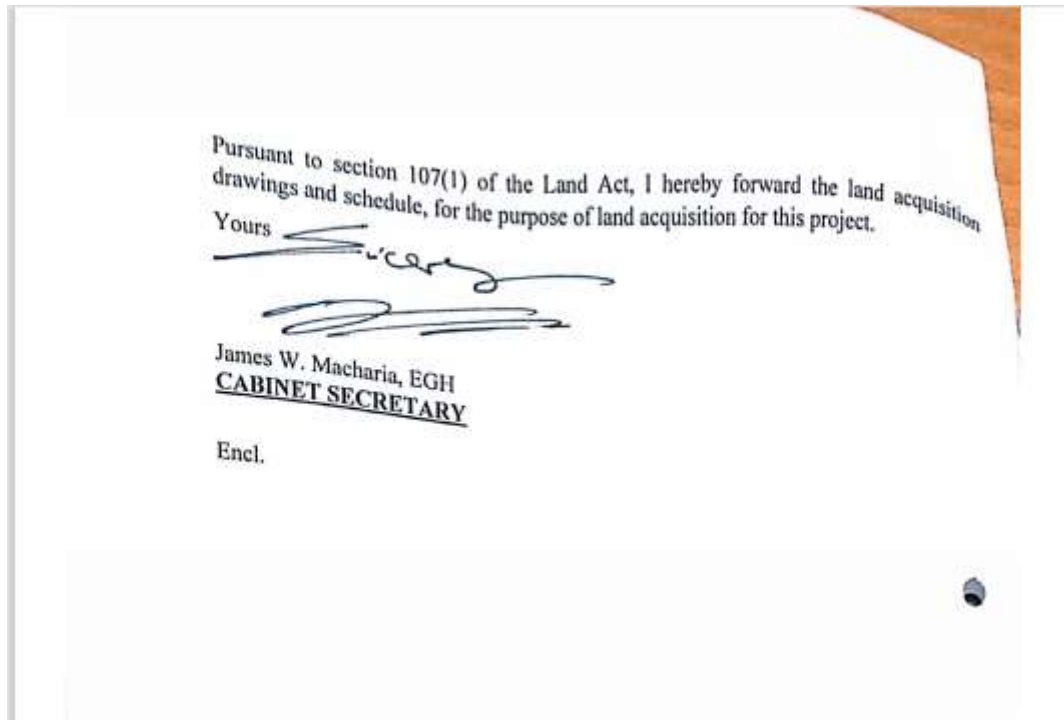 Pursuant to section 107(1) of the Land Act, I hereby forward the land acquisition
drawings and schedule, for the purpose of land acquisition for this project.
Yours Sincerely
James W. Macharia, EGH
CABINET SECRETARY
Encl.